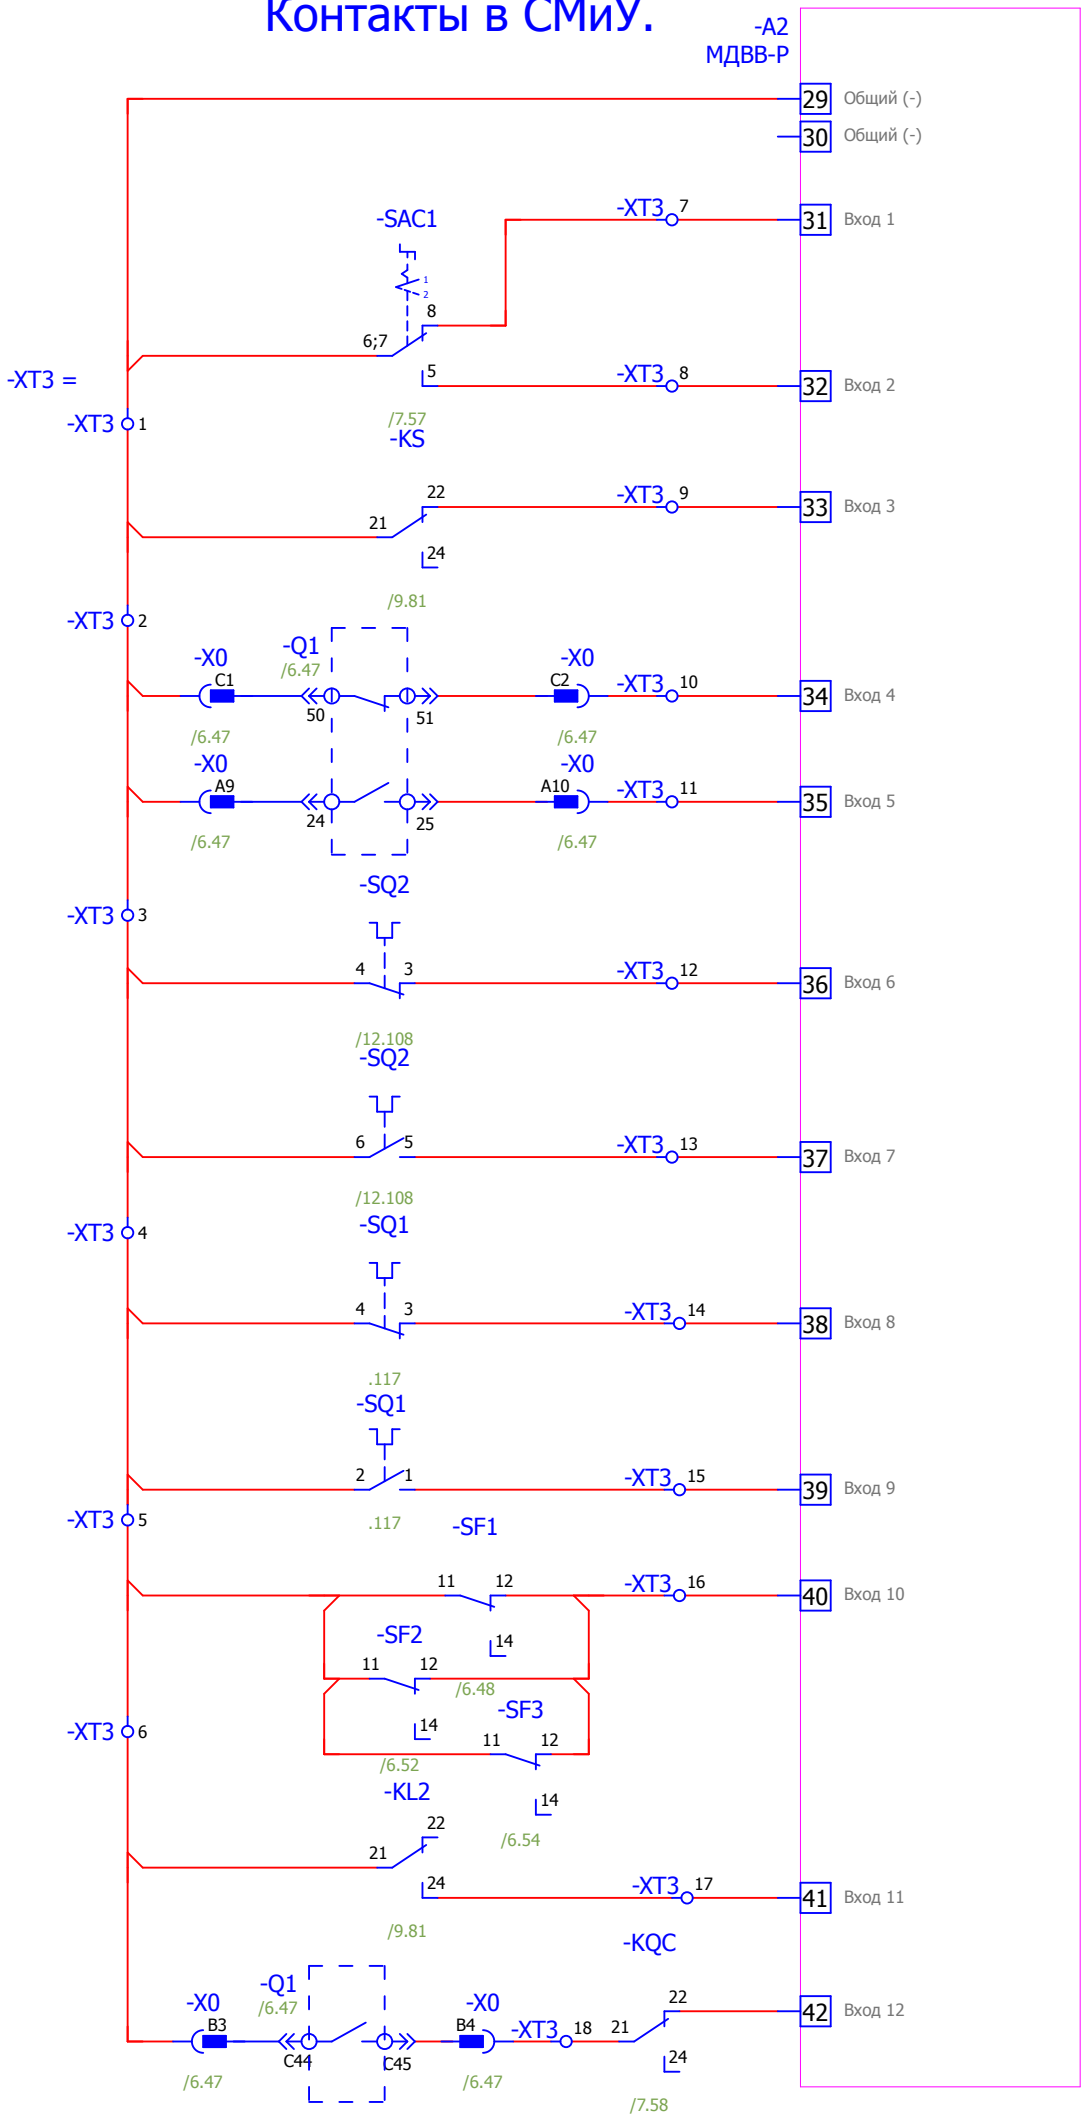 Контакты в СМиУ.
-A2
МДВВ-Р
29 Общий (-)
30 Общий (-)
-SAC1
-XT3 7
31 Вход 1
1
2
8
6;7
-XT3 =
5
-XT3 8
32 Вход 2
/7.57
-XT3 1
-KS
22
-XT3 9
33 Вход 3
21
24
/9.81
-XT3 2
-Q1
/6.47
-X0
C1
-X0
C2
-XT3 10
34 Вход 4
50
51
/6.47
/6.47
-X0
A9
-X0
A10
-XT3 11
35 Вход 5
24
25
/6.47
/6.47
-SQ2
-XT3 3
4
3
-XT3 12
36 Вход 6
/12.108
-SQ2
6
5
-XT3 13
37 Вход 7
/12.108
-SQ1
-XT3 4
4
3
-XT3 14
38 Вход 8
.117
-SQ1
2
1
-XT3 15
39 Вход 9
.117
-XT3 5
-SF1
11
12
-XT3 16
40 Вход 10
-SF2
14
11
12
/6.48
-SF3
-XT3 6
14
11
12
/6.52
-KL2
14
22
/6.54
21
24
-XT3 17
41 Вход 11
/9.81
-KQC
-Q1
/6.47
-X0
B3
-X0
B4
-XT3 18
21
22
42 Вход 12
C44
C45
24
/6.47
/6.47
/7.58